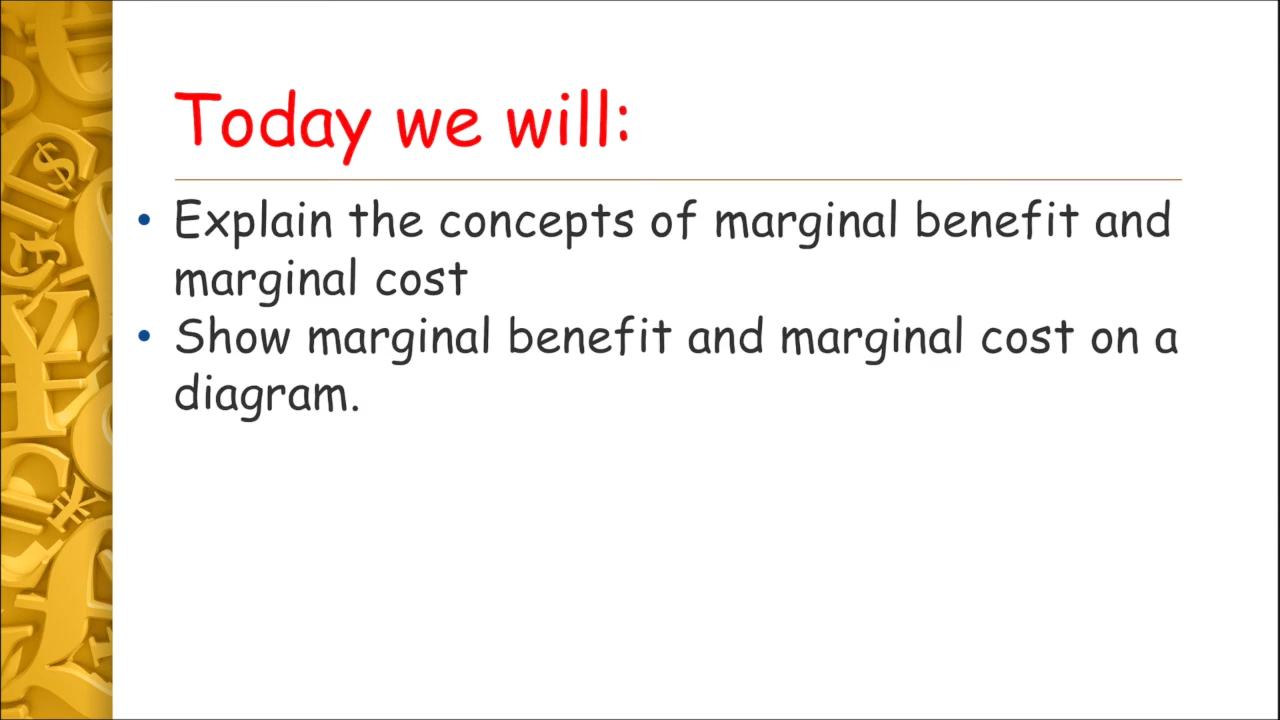 Today we will:
• Explain the concepts of marginal benefit and
marginal cost
• Show marginal benefit and marginal cost on a
diagram.